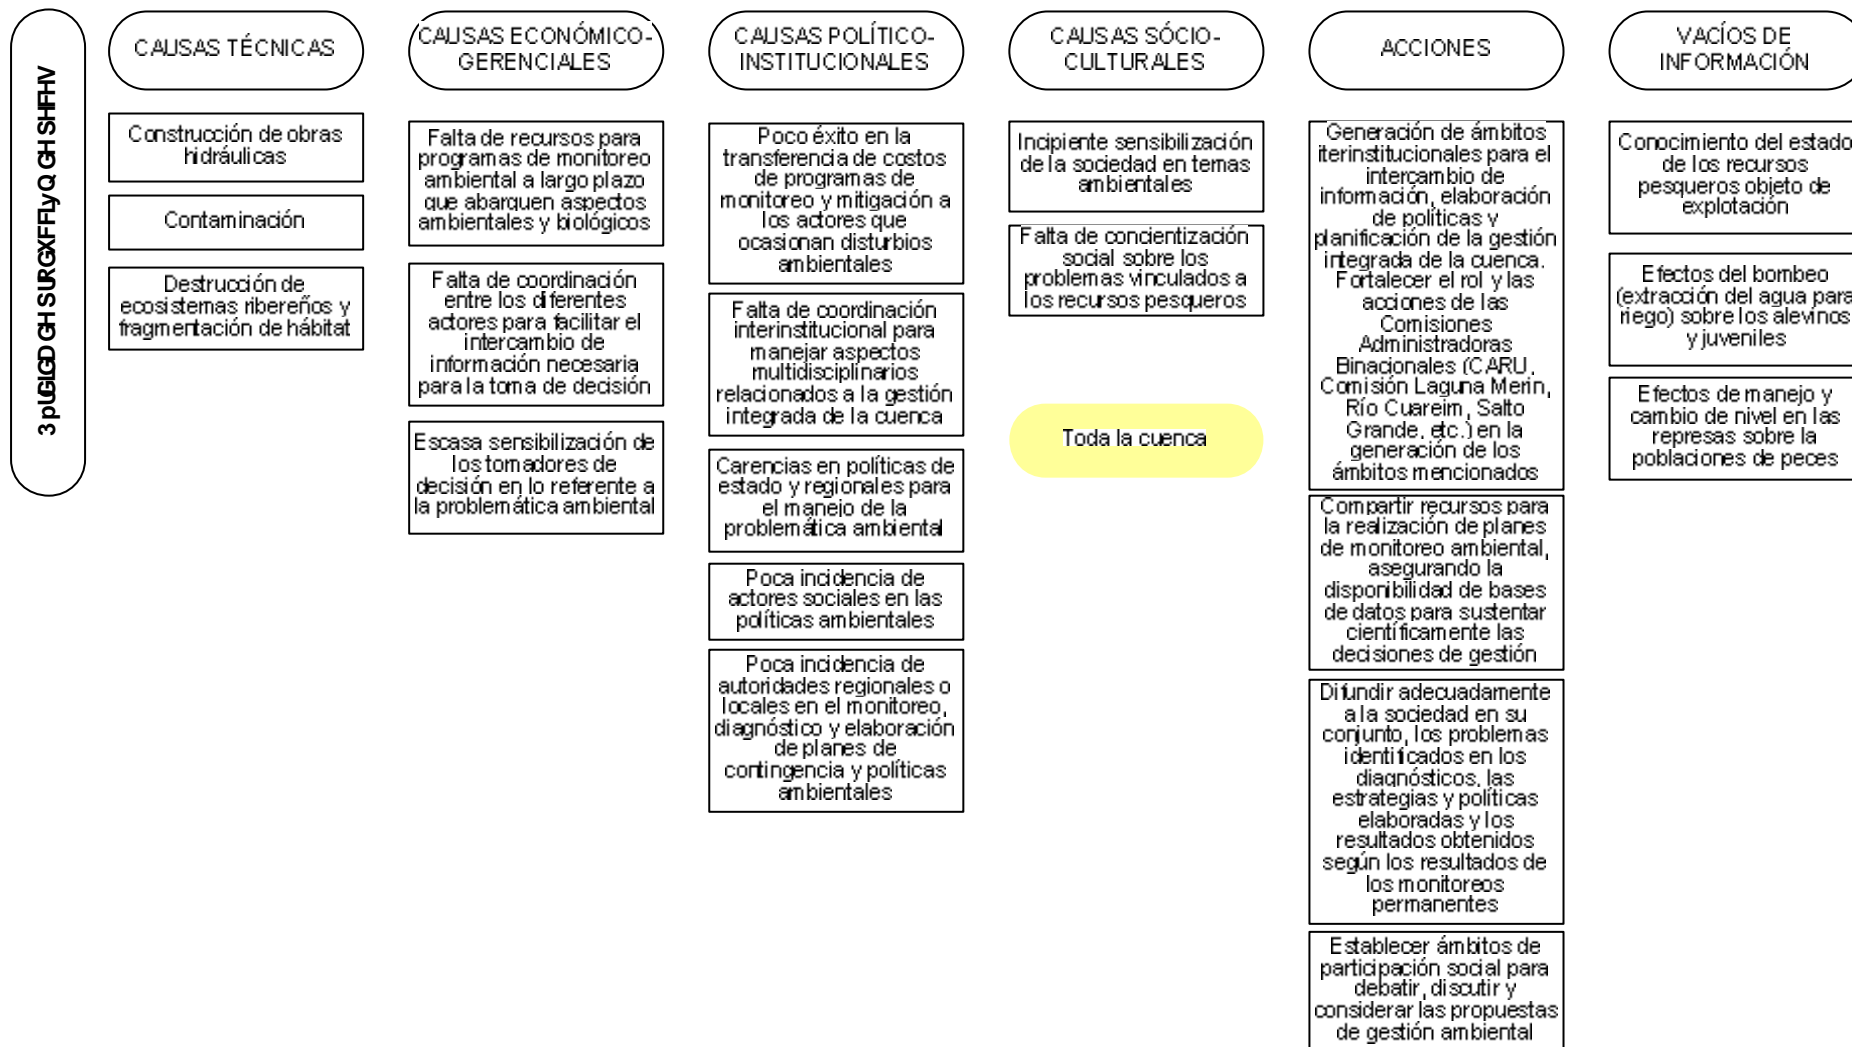 3 pUGLGD GH SURGXFFLyQ GH SHFHV
CAUSAS TÉCNICAS
Construcción de obras
hidráulicas
Contaminación
Destrucción de
ecosistemas ribereños y
fragmentación de hábitat
CAUSAS ECONÓMICO-
GERENCIALES
Falta de recursos para
programas de monitoreo
ambiental a largo plazo
que abarquen aspectos
ambientales y biológicos
Falta de coordinación
entre los diferentes
actores para facilitar el
intercambio de
información necesaria
para la toma de decisión
Escasa sensibilización de
los tomadores de
decisión en lo referente a
la problemática ambiental
CAUSAS POLÍTICO-
INSTITUCIONALES
Poco éxito en la
transferencia de costos
de programas de
monitoreo y mitigación a
los actores que
ocasionan disturbios
ambientales
Falta de coordinación
interinstitucional para
manejar aspectos
multidisciplinarios
relacionados a la gestión
integrada de la cuenca
Carencias en políticas de
estado y regionales para
el manejo de la
problemática ambiental
Poca incidencia de
actores sociales en las
políticas ambientales
Poca incidencia de
autoridades regionales o
locales en el monitoreo,
diagnóstico y elaboración
de planes de
contingencia y políticas
ambientales
CAUSAS SÓCIO-
CULTURALES
Incipiente sensibilización
de la sociedad en temas
ambientales
Falta de concientización
social sobre los
problemas vinculados a
los recursos pesqueros
Toda la cuenca
ACCIONES
Generación de ámbitos
iterinstitucionales para el
intercambio de
información, elaboración
de políticas y
planificación de la gestión
integrada de la cuenca.
Fortalecer el rol y las
acciones de las
Comisiones
Administradoras
Binacionales (CARU,
Comisión Laguna Merin,
Río Cuareim, Salto
Grande, etc.) en la
generación de los
ámbitos mencionados
Compartir recursos para
la realización de planes
de monitoreo ambiental,
asegurando la
disponibilidad de bases
de datos para sustentar
científicamente las
decisiones de gestión
Difundir adecuadamente
a la sociedad en su
conjunto, los problemas
identificados en los
diagnósticos, las
estrategias y políticas
elaboradas y los
resultados obtenidos
según los resultados de
los monitoreos
permanentes
Establecer ámbitos de
participación social para
debatir, discutir y
considerar las propuestas
de gestión ambiental
VACÍOS DE
INFORMACIÓN
Conocimiento del estado
de los recursos
pesqueros objeto de
explotación
Efectos del bombeo
(extracción del agua para
riego) sobre los alevinos
y juveniles
Efectos de manejo y
cambio de nivel en las
represas sobre la
poblaciones de peces